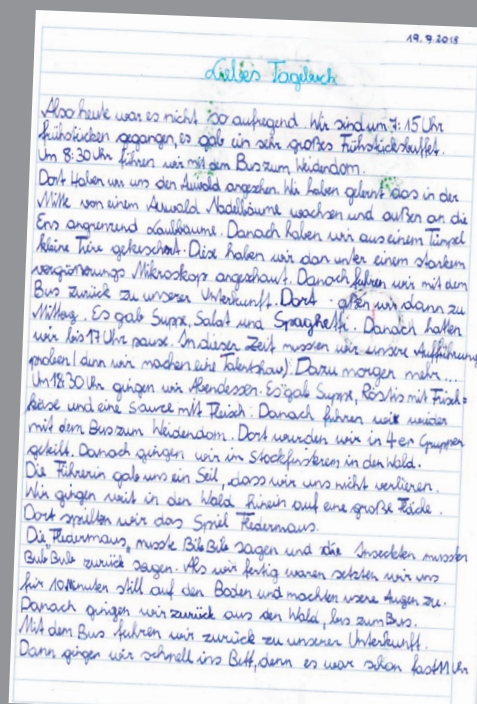 19.9.2018
Liebes Tagebuch
Also heute war es nicht so aufregend. Wir sind um 7:15 Uhr
frühstücken gegangen, es gab ein sehr großes Frühstücksbuffet.
Um 8:30 Uhr führen wir mit dem Bus zum Weidendom.
Dort Haben wir uns den Auwald angesehen. Wir haben gelernt das in der
Mitte von einem Auwald Nadelbäume wachsen und außen an die
Ens angrenend Laubbäume. Danach haben wir aus einem Tümpel
kleine Tiere gekeschert. Diese haben wir dan unter einem starkem
vergrößerungs Mikroskop angeschaut. Danach fuhren wir mit dem
Bus zurück zu unserer Unterkunft. Dort aßen wir dann zu
Mittag. Es gab Suppe, Salat und Spaghetti. Danach hatten
wir bis 17 Uhr pause. In dieser Zeit mussten wir unsere Aufführung
proben (denn wir machen eine Talentshow). Dazu morgen mehr...
Um 18:30 Uhr gingen wir Abendessen. Es gab Suppe, Röstis mit Frisch=
käse und eine Sauce mit Fleisch. Danach fuhren wir wieder
mit dem Bus zum Weidendom. Dort wurden wir in 4er Gruppen
geteilt. Danach gingen wir im Stockfinsteren in den Wald.
Die Führerin gab uns ein Seil, dass wir uns nicht verlieren.
Wir gingen weit in den Wald hinein auf eine große Fläche.
Dort spielten wir das Spiel Fledermaus.
Die "Fledermaus" musste Bib Bib sagen und die Insekten mussten
Bub Bub zurück sagen. Als wir fertig waren setzten wir uns
für 10 Minuten still auf den Boden und machten usere Augen zu.
Danach gingen wir zurück aus den Wald, bis zum Bus.
Mit dem Bus fuhren wir zurück zu unserer Unterkunft.
Dann gingen wir schnell ins Bett, denn es war schon fast 11 Uhr